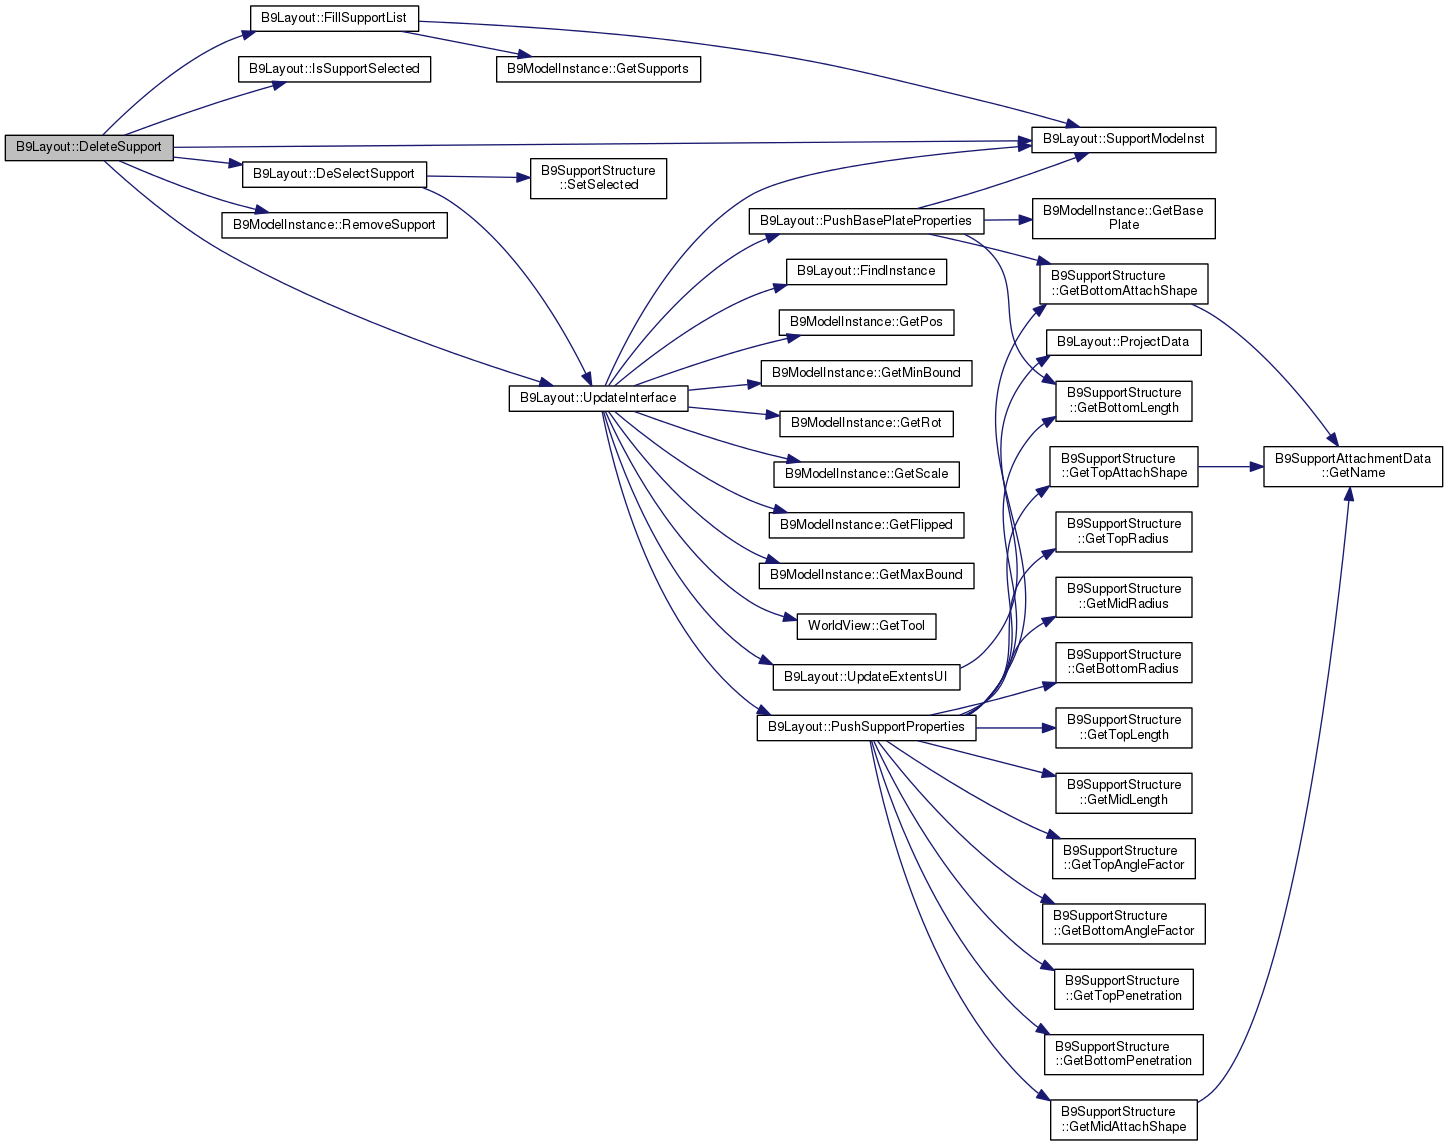 B9Layout::DeleteSupport
B9Layout::FillSupportList
B9Layout::IsSupportSelected
B9Layout::DeSelectSupport
B9ModelInstance::RemoveSupport
B9ModelInstance::GetSupports
B9SupportStructure
::SetSelected
B9Layout::UpdateInterface
B9Layout::PushBasePlateProperties
B9Layout::FindInstance
B9ModelInstance::GetPos
B9ModelInstance::GetMinBound
B9ModelInstance::GetRot
B9ModelInstance::GetScale
B9ModelInstance::GetFlipped
B9ModelInstance::GetMaxBound
WorldView::GetTool
B9Layout::UpdateExtentsUI
B9Layout::PushSupportProperties
B9Layout::SupportModeInst
B9ModelInstance::GetBase
Plate
B9SupportStructure
::GetBottomAttachShape
B9Layout::ProjectData
B9SupportStructure
::GetBottomLength
B9SupportStructure
::GetTopAttachShape
B9SupportStructure
::GetTopRadius
B9SupportStructure
::GetMidRadius
B9SupportStructure
::GetBottomRadius
B9SupportStructure
::GetTopLength
B9SupportStructure
::GetMidLength
B9SupportStructure
::GetTopAngleFactor
B9SupportStructure
::GetBottomAngleFactor
B9SupportStructure
::GetTopPenetration
B9SupportStructure
::GetBottomPenetration
B9SupportStructure
::GetMidAttachShape
B9SupportAttachmentData
::GetName